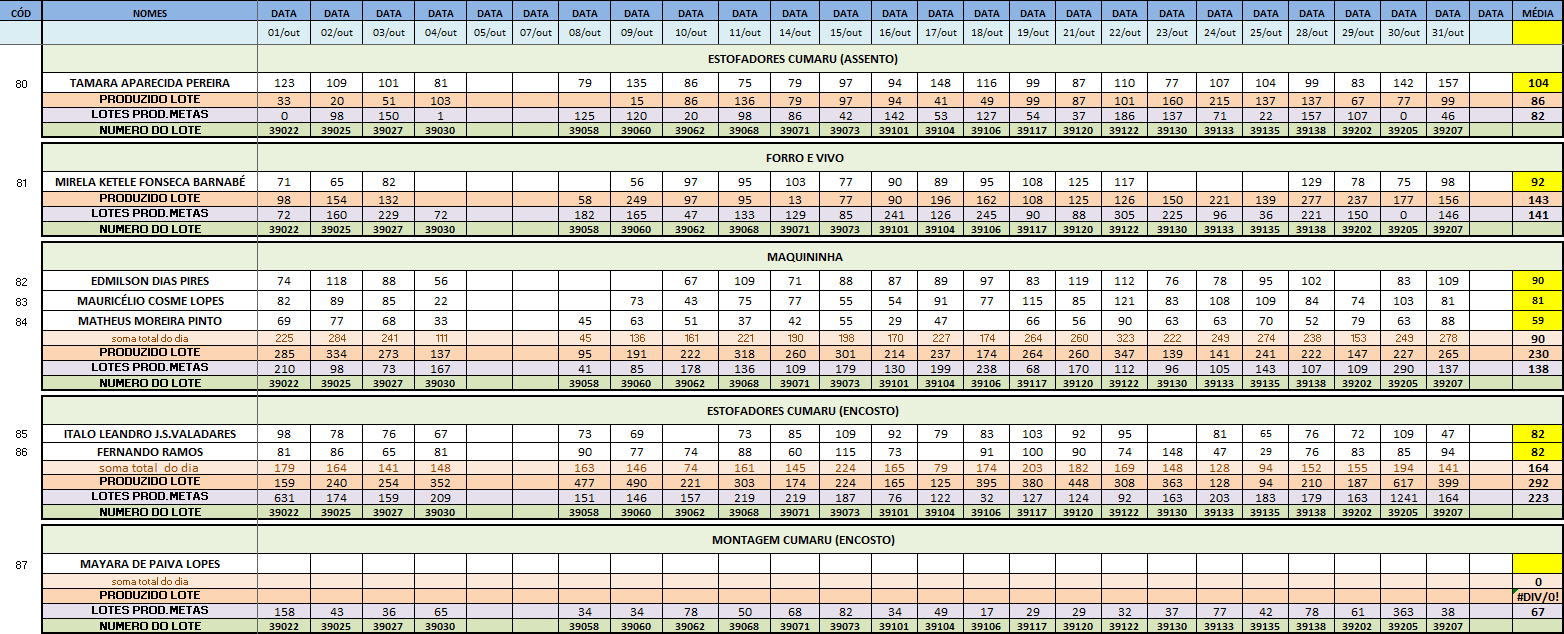 CÓD NOMES DATA DATA DATA DATA DATA DATA DATA DATA DATA DATA DATA DATA DATA DATA DATA DATA DATA DATA DATA DATA DATA DATA DATA DATA DATA DATA MÉDIA
01/out 02/out 03/out 04/out 05/out 07/out 08/out 09/out 10/out 11/out 14/out 15/out 16/out 17/out 18/out 19/out 21/out 22/out 23/out 24/out 25/out 28/out 29/out 30/out 31/out
ESTOFADORES CUMARU (ASSENTO)
80 TAMARA APARECIDA PEREIRA 123 109 101 81 79 135 86 75 79 97 94 148 116 99 87 110 77 107 104 99 83 142 157 104
PRODUZIDO LOTE 33 20 51 103 15 86 136 79 97 94 41 49 99 87 101 160 215 137 137 67 77 99 86
LOTES PROD.METAS 0 98 150 1 125 120 20 98 86 42 142 53 127 54 37 186 137 71 22 157 107 0 46 82
NUMERO DO LOTE 39022 39025 39027 39030 39058 39060 39062 39068 39071 39073 39101 39104 39106 39117 39120 39122 39130 39133 39135 39138 39202 39205 39207
FORRO E VIVO
81 MIRELA KETELE FONSECA BARNABÉ 71 65 82 56 97 95 103 77 90 89 95 108 125 117 129 78 75 98 92
PRODUZIDO LOTE 98 154 132 58 249 97 95 13 77 90 196 162 108 125 126 150 221 139 277 237 177 156 143
LOTES PROD.METAS 72 160 229 72 182 165 47 133 129 85 241 126 245 90 88 305 225 96 36 221 150 0 146 141
NUMERO DO LOTE 39022 39025 39027 39030 39058 39060 39062 39068 39071 39073 39101 39104 39106 39117 39120 39122 39130 39133 39135 39138 39202 39205 39207
MAQUININHA
82 EDMILSON DIAS PIRES 74 118 88 56 67 109 71 88 87 89 97 83 119 112 76 78 95 102 83 109 90
83 MAURICÉLIO COSME LOPES 82 89 85 22 73 43 75 77 55 54 91 77 115 85 121 83 108 109 84 74 103 81 81
84 MATHEUS MOREIRA PINTO 69 77 68 33 45 63 51 37 42 55 29 47 66 56 90 63 63 70 52 79 63 88 59
soma total do dia 225 284 241 111 45 136 161 221 190 198 170 227 174 264 260 323 222 249 274 238 153 249 278 90
PRODUZIDO LOTE 285 334 273 137 95 191 222 318 260 301 214 237 174 264 260 347 139 141 241 222 147 227 265 230
LOTES PROD.METAS 210 98 73 167 41 85 178 136 109 179 130 199 238 68 170 112 96 105 143 107 109 290 137 138
NUMERO DO LOTE 39022 39025 39027 39030 39058 39060 39062 39068 39071 39073 39101 39104 39106 39117 39120 39122 39130 39133 39135 39138 39202 39205 39207
ESTOFADORES CUMARU (ENCOSTO)
85 ITALO LEANDRO J.S.VALADARES 98 78 76 67 73 69 73 85 109 92 79 83 103 92 95 81 65 76 72 109 47 82
86 FERNANDO RAMOS 81 86 65 81 90 77 74 88 60 115 73 91 100 90 74 148 47 29 76 83 85 94 82
soma total do dia 179 164 141 148 163 146 74 161 145 224 165 79 174 203 182 169 148 128 94 152 155 194 141 164
PRODUZIDO LOTE 159 240 254 352 477 490 221 303 174 224 165 125 395 380 448 308 363 128 94 210 187 617 399 292
LOTES PROD.METAS 631 174 159 209 151 146 157 219 219 187 76 122 32 127 124 92 163 203 183 179 163 1241 164 223
NUMERO DO LOTE 39022 39025 39027 39030 39058 39060 39062 39068 39071 39073 39101 39104 39106 39117 39120 39122 39130 39133 39135 39138 39202 39205 39207
MONTAGEM CUMARU (ENCOSTO)
87 MAYARA DE PAIVA LOPES
soma total do dia 0
PRODUZIDO LOTE #DIV/0!
LOTES PROD.METAS 158 43 36 65 34 34 78 50 68 82 34 49 17 29 29 32 37 77 42 78 61 363 38 67
NUMERO DO LOTE 39022 39025 39027 39030 39058 39060 39062 39068 39071 39073 39101 39104 39106 39117 39120 39122 39130 39133 39135 39138 39202 39205 39207